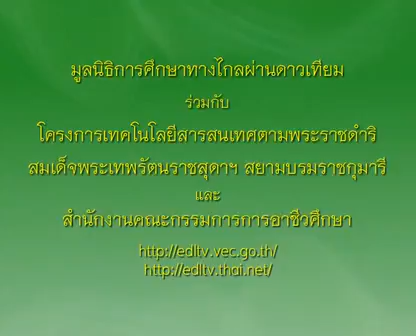 มูลนิธิการศึกษาทางไกลผ่านดาวเทียม
ร่วมกับ
โครงการเทคโนโลยีสารสนเทศตามพระราชดำริ
สมเด็จพระเทพรัตนราชสุดาฯ สยามบรมราชกุมารี
และ
สำนักงานคณะกรรมการการอาชีวศึกษา
http://edltv.vec.go.th/
http://edltv.thai.net/